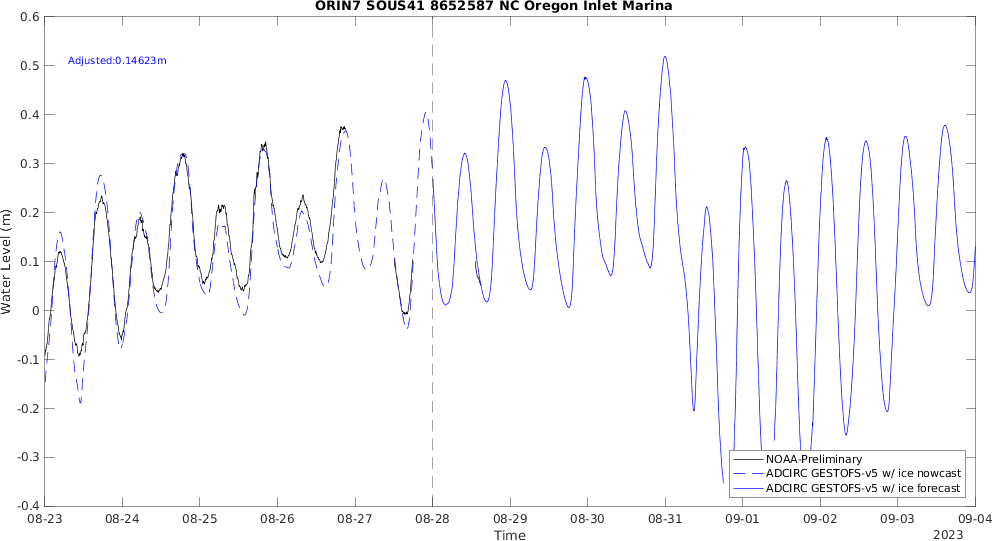 ORIN7 SOUS41 8652587 NC Oregon Inlet Marina
Adjusted:0.14623m
Water Level (m)
0.6
0.5
0.4
0.3
0.2
0.1
0
-0.1
-0.2
-0.3
-0.4
NOAA-Preliminary
ADCIRC GESTOFS-v5 w/ ice nowcast
ADCIRC GESTOFS-v5 w/ ice forecast
08-23 08-24 08-25 08-26 08-27 08-28 08-29 08-30 08-31 09-01 09-02 09-03 09-04
Time
2023